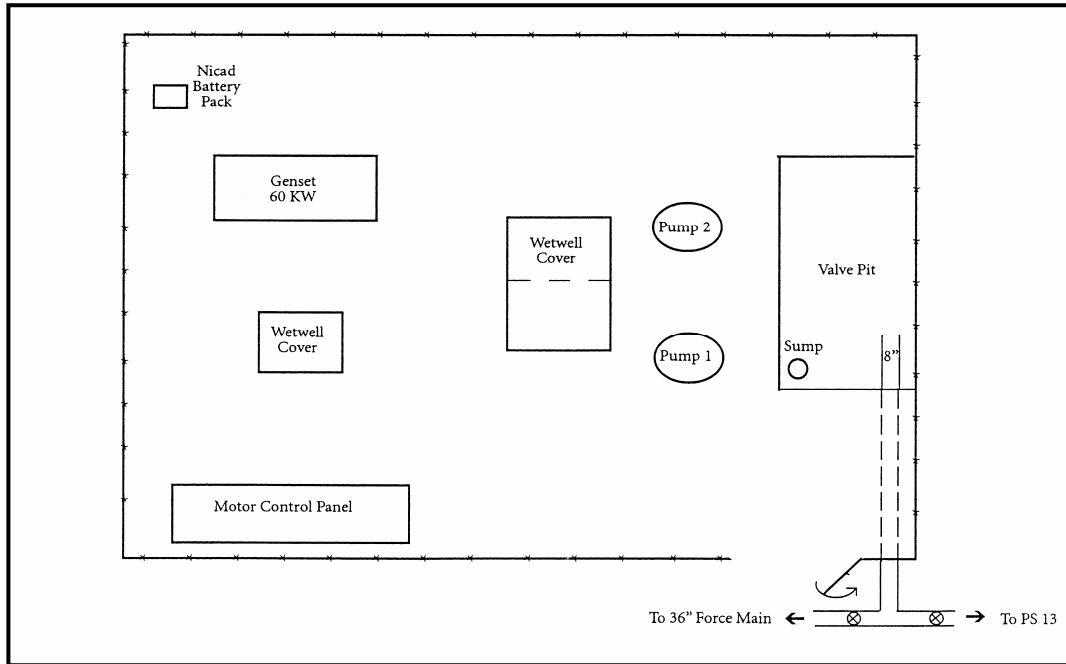 Nicad
Battery
Pack
Genset
60 KW
Pump 2
Wetwell
Cover
Valve Pit
Wetwell
Cover
Sump
Pump 1
8”
Motor Control Panel
To 36” Force Main
To PS 13